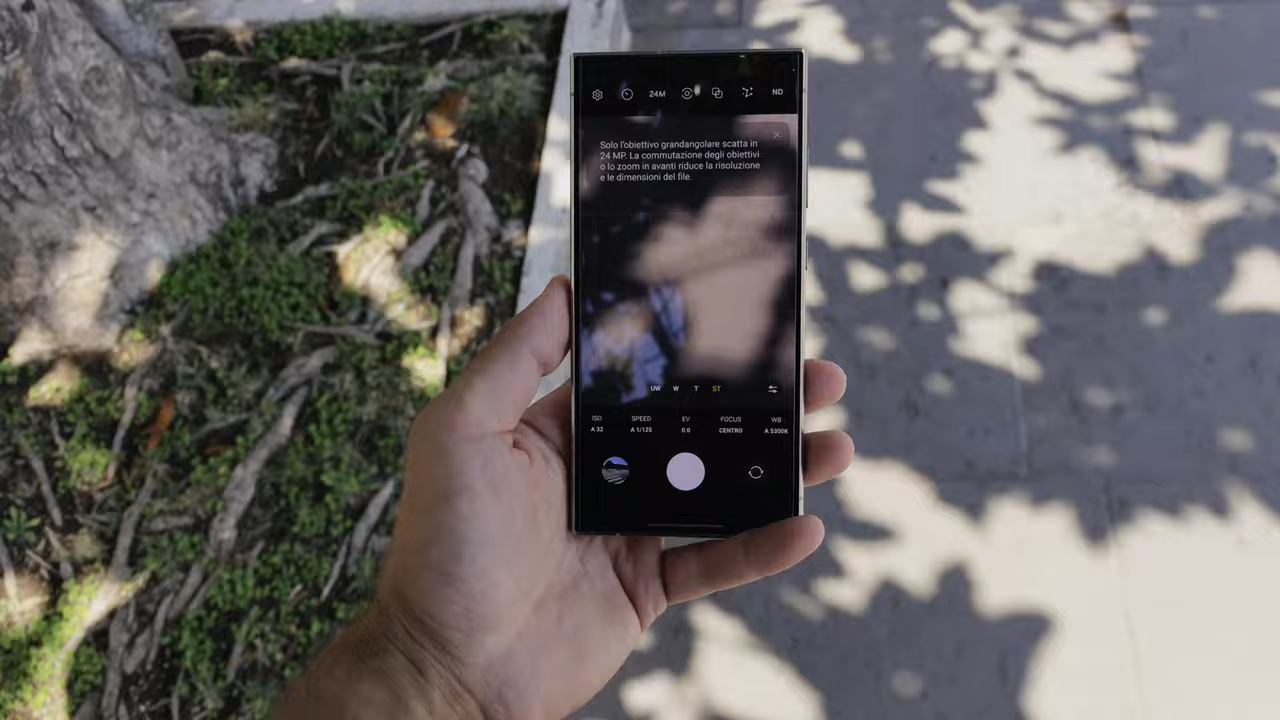 24M ND
Solo l'obiettivo grandangolare scatta in
24 MP. La commutazione degli obiettivi
o lo zoom in avanti riduce la risoluzione
e le dimensioni del file.
UW W T ST
ISO SPEED EV FOCUS WB
A 32 A 1/125 0.0 CENTRO A 5300K